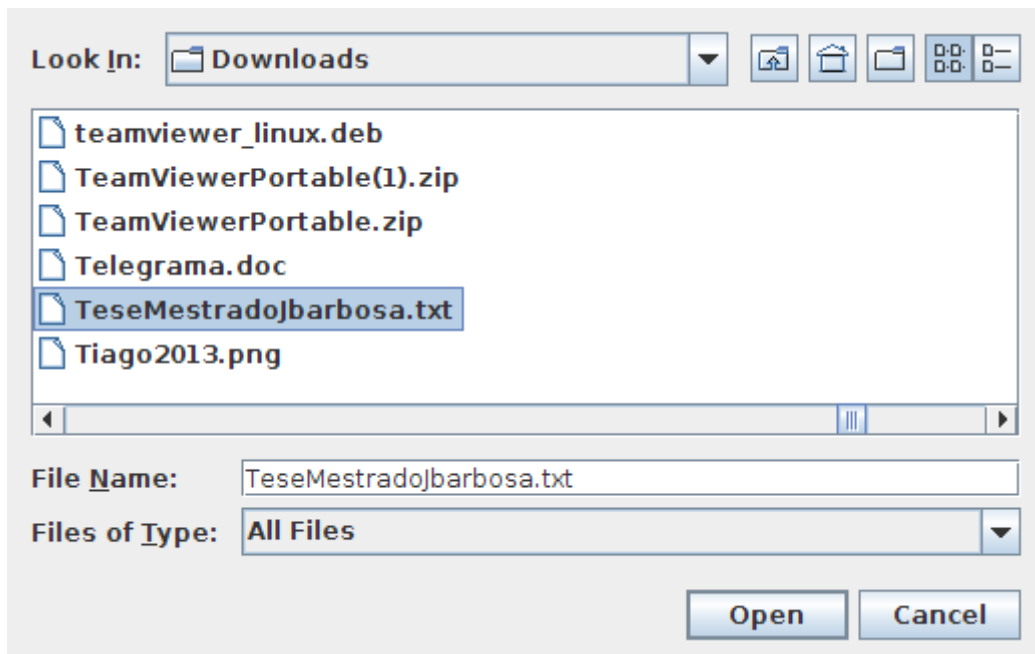 Look In: Downloads
teamviewer_linux.deb
TeamViewerPortable(1).zip
TeamViewerPortable.zip
Telegrama.doc
TeseMestradoJbarbosa.txt
Tiago2013.png
File Name: TeseMestradoJbarbosa.txt
Files of Type: All Files
Open Cancel